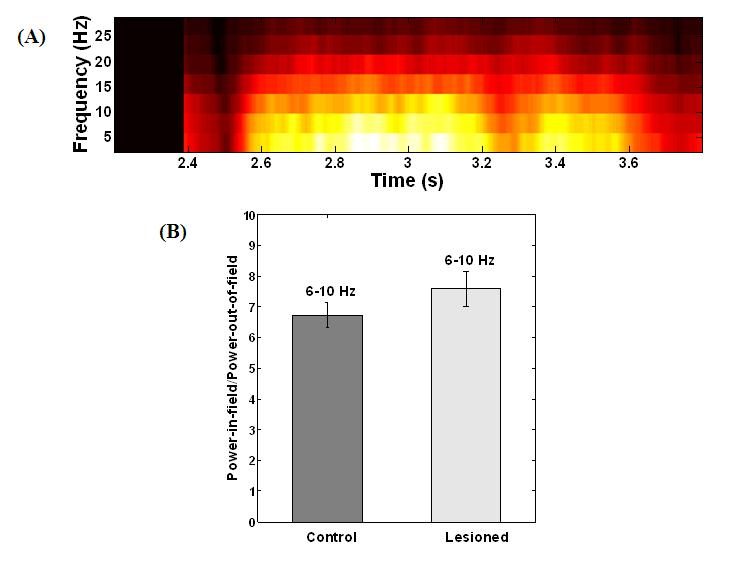 (A)
Frequency (Hz)
25
20
15
10
5
2.4 2.6 2.8 3 3.2 3.4 3.6
Time (s)
(B)
Power-in-field/Power-out-of-field
10
9
8
7
6
5
4
3
2
1
0
6-10 Hz
6-10 Hz
Control Lesioned